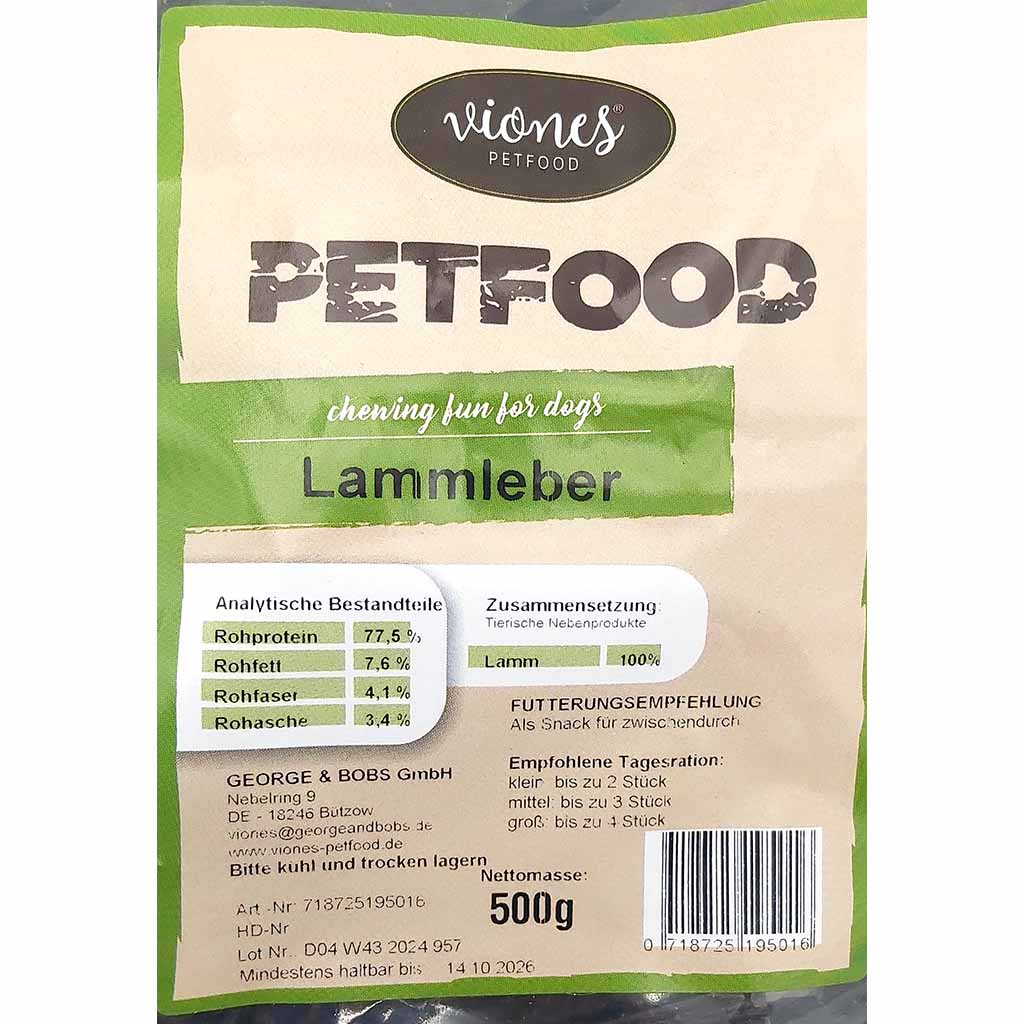 viones®
PETFOOD
PETFOOD
chewing fun for dogs
Lammleber
Analytische Bestandteile
Rohprotein 77,5 %
Rohfett 7,6 %
Rohfaser 4,1 %
Rohasche 3,4 %
Zusammensetzung:
Tierische Nebenprodukte
Lamm 100%
FUTTERUNGSEMPFEHLUNG
Als Snack für zwischendurch
Empfohlene Tagesration:
klein: bis zu 2 Stück
mittel: bis zu 3 Stück
groß: bis zu 4 Stück
GEORGE & BOBS GmbH
Nebelring 9
DE - 18246 Bützow
viones@georgeandbobs.de
www.viones-petfood.de
Bitte kühl und trocken lagern
Nettomasse:
500g
Art.-Nr: 718725195016
HD-Nr
Lot Nr.: D04 W43 2024 957
Mindestens haltbar bis: 14.10.2026
0 718725 195016